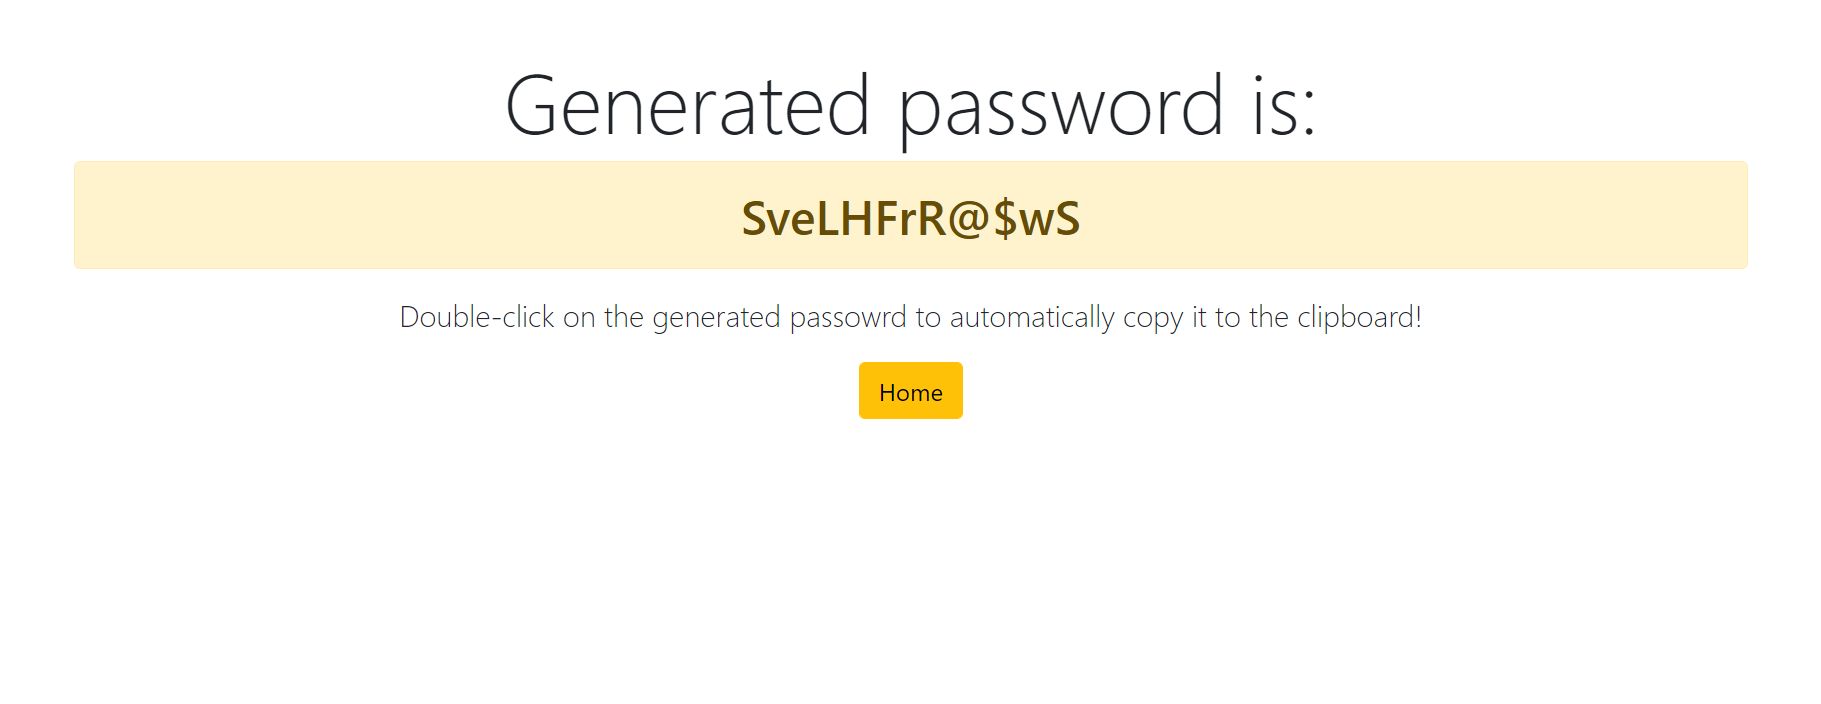 Generated password is:
SveLHFrR@$wS
Double-click on the generated passowrd to automatically copy it to the clipboard!
Home